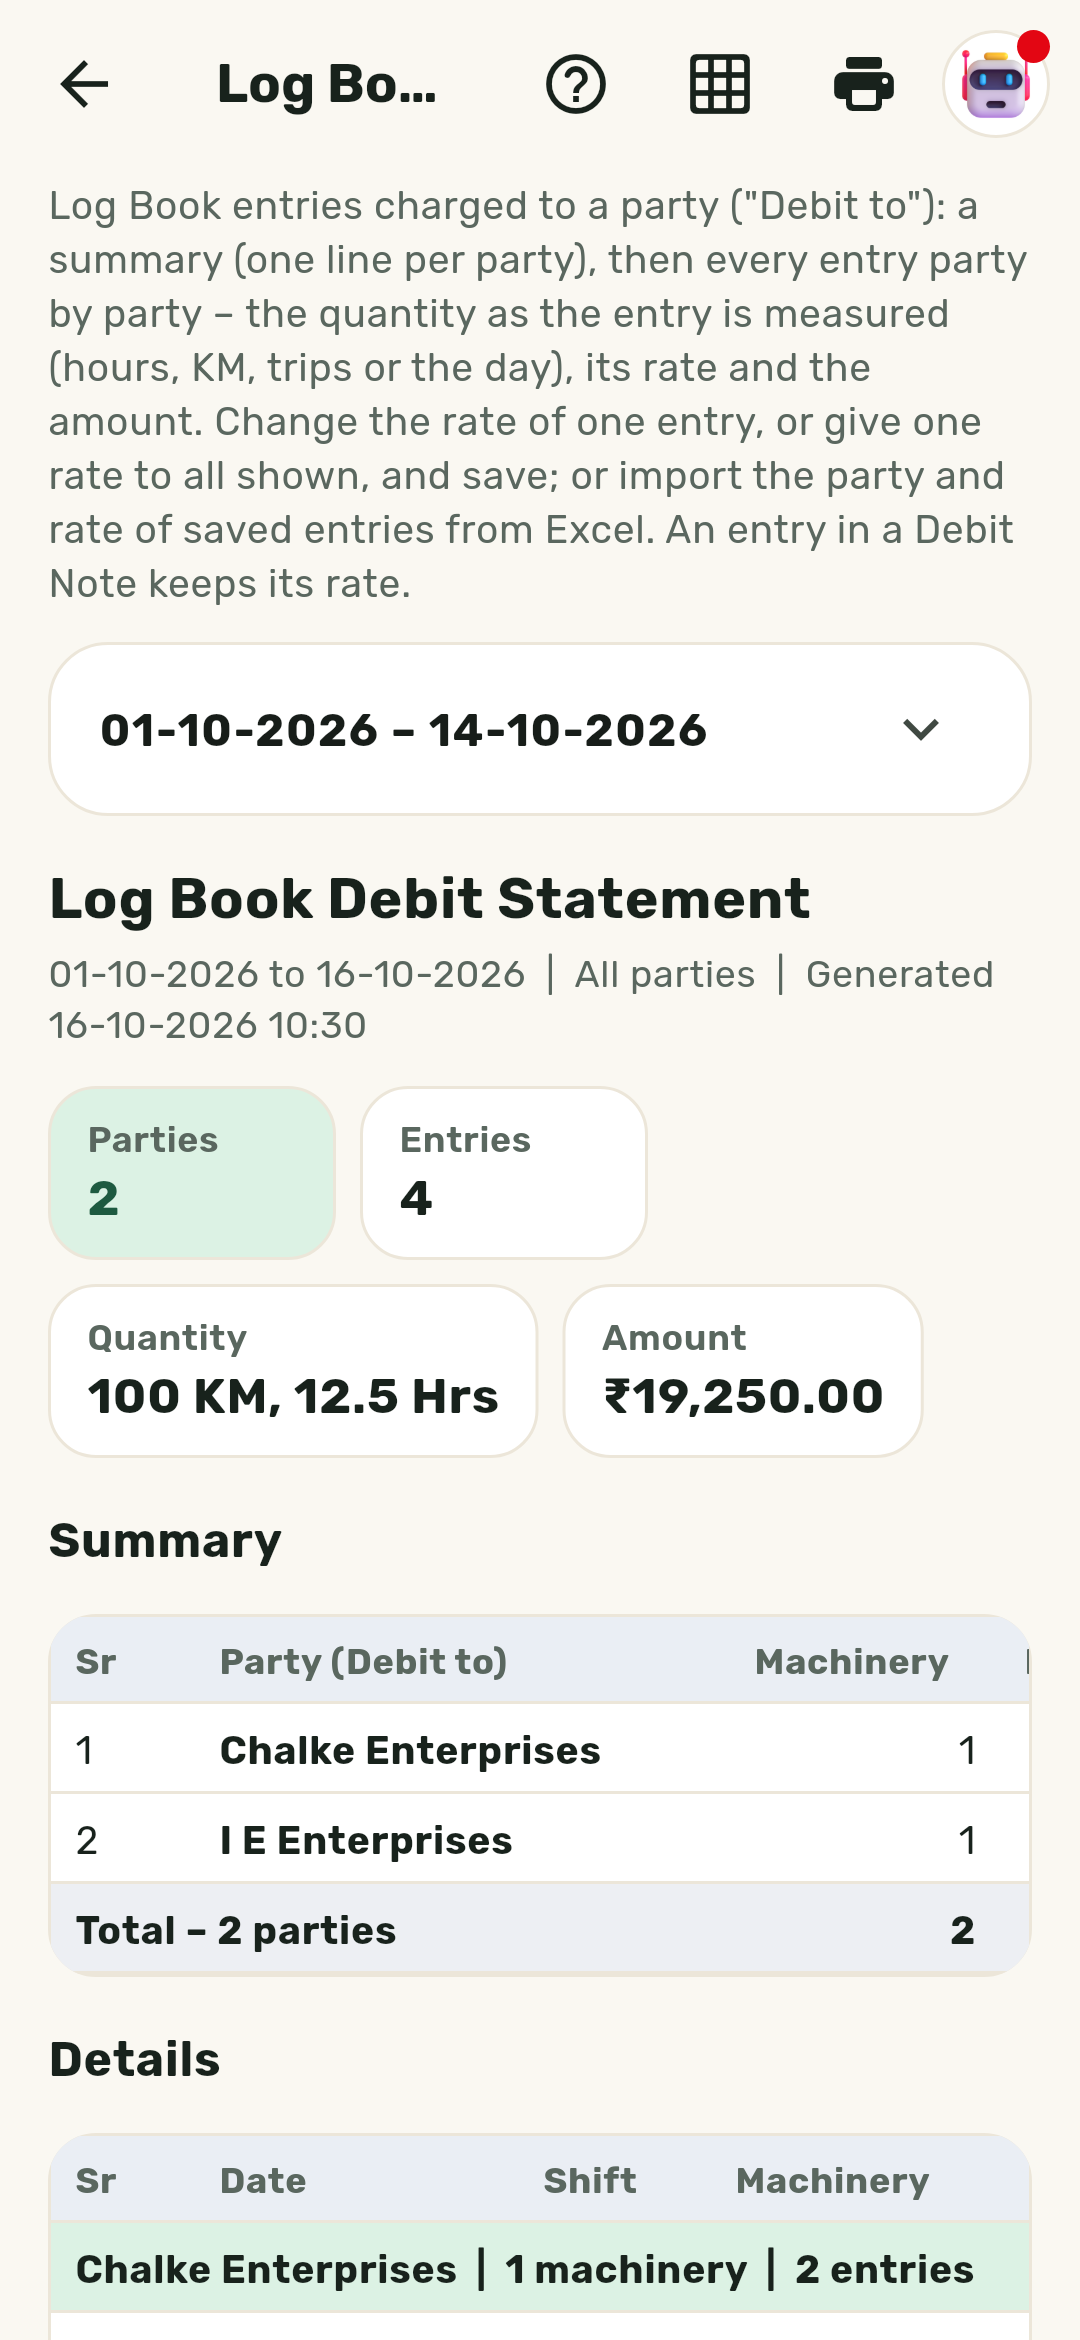 Log Bo...
Log Book entries charged to a party ("Debit to"): a
summary (one line per party), then every entry party
by party – the quantity as the entry is measured
(hours, KM, trips or the day), its rate and the
amount. Change the rate of one entry, or give one
rate to all shown, and save; or import the party and
rate of saved entries from Excel. An entry in a Debit
Note keeps its rate.
01-10-2026 – 14-10-2026
Log Book Debit Statement
01-10-2026 to 16-10-2026 | All parties | Generated
16-10-2026 10:30
Parties Entries
2 4
Quantity Amount
100 KM, 12.5 Hrs ₹19,250.00
Summary
Sr Party (Debit to) Machinery
1 Chalke Enterprises 1
2 I E Enterprises 1
Total – 2 parties 2
Details
Sr Date Shift Machinery
Chalke Enterprises | 1 machinery | 2 entries